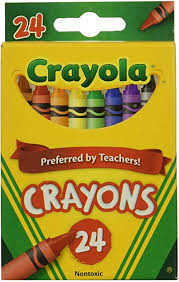 24
Crayola
Preferred by Teachers!
CRAYONS
24
Nontoxic